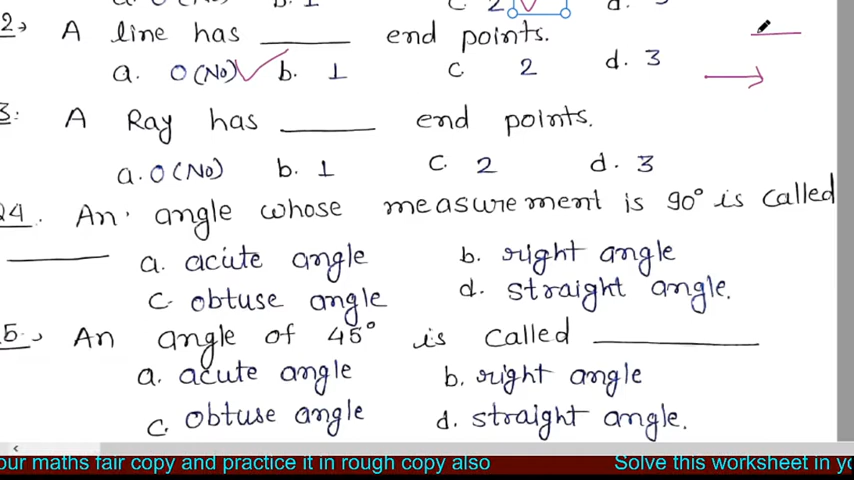 2, A line has ______ end points.
a. 0 (No) b. 1 c 2 d. 3
3: A Ray has ______ end points.
a. 0 (No) b. 1 c. 2 d. 3
24. An angle whose measurement is 90° is called
______ a. acute angle b. right angle
c. obtuse angle d. straight angle.
5., An angle of 45° is called ______
a. acute angle b. right angle
c. obtuse angle d. straight angle.
our maths fair copy and practice it in rough copy also Solve this worksheet in yo